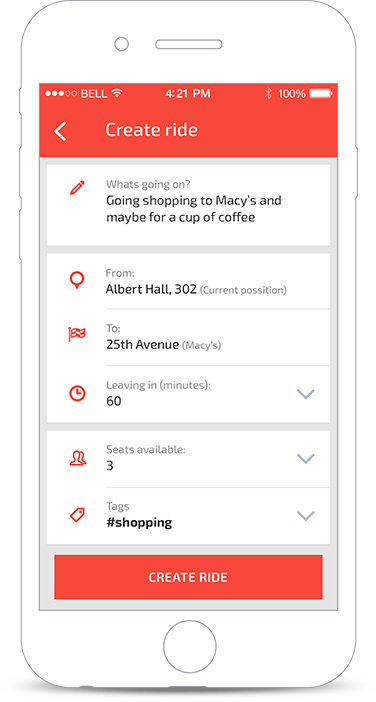 BELL 4:21 PM 100%
Create ride
Whats going on?
Going shopping to Macy's and
maybe for a cup of coffee
From:
Albert Hall, 302 (Current possition)
To:
25th Avenue (Macy's)
Leaving in (minutes):
60
Seats available:
3
Tags
#shopping
CREATE RIDE